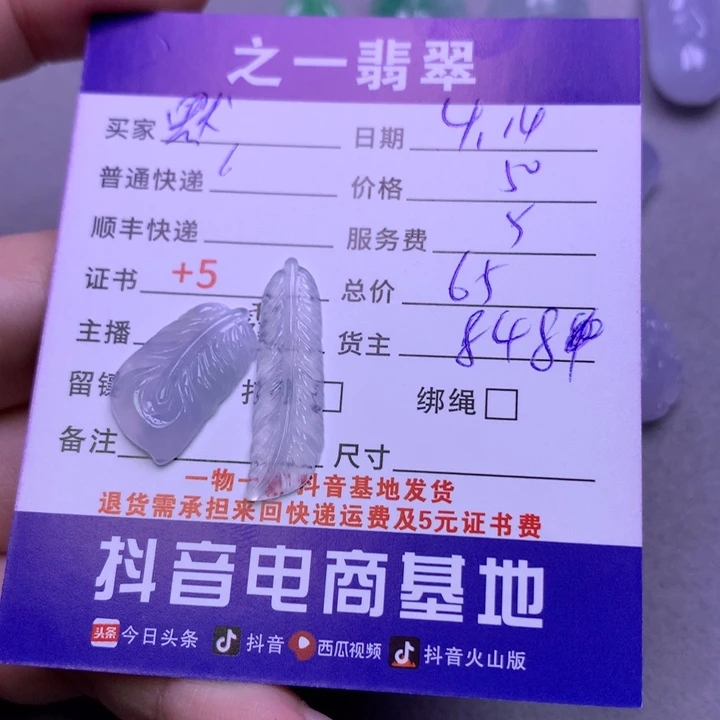 之一翡翠
买家 默 日期 4.14
普通快递 价格 50
顺丰快递 服务费 5
证书 +5 总价 65
主播 货主 8484
留镶 绑绳
备注 尺寸
一物一 抖音基地发货
退货需承担来回快递运费及5元证书费
抖音电商基地
头条 今日头条 抖音 西瓜视频 抖音火山版